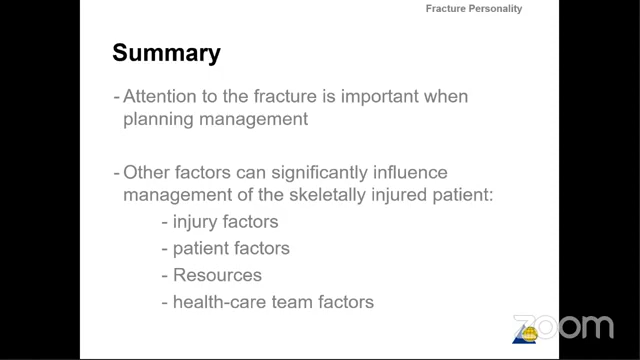 Fracture Personality
Summary
- Attention to the fracture is important when
planning management
- Other factors can significantly influence
management of the skeletally injured patient:
- injury factors
- patient factors
- Resources
- health-care team factors
zoom